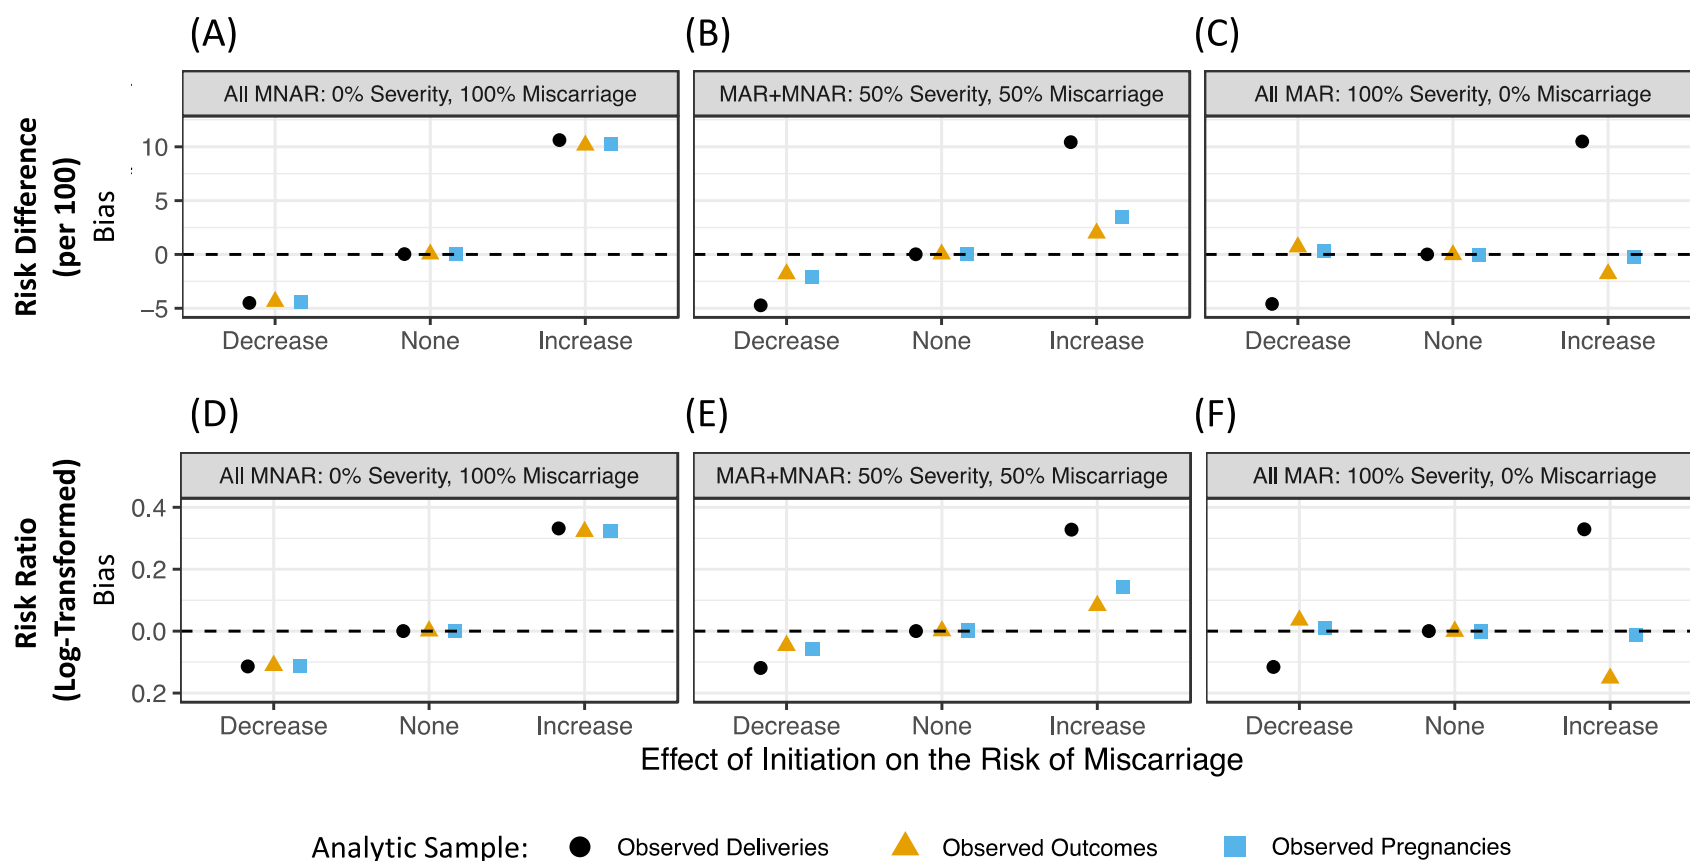 (A) (B) (C)
All MNAR: 0% Severity, 100% Miscarriage MAR+MNAR: 50% Severity, 50% Miscarriage All MAR: 100% Severity, 0% Miscarriage
Risk Difference
(per 100)
Bias
10
5
0
−5
Decrease None Increase Decrease None Increase Decrease None Increase
(D) (E) (F)
All MNAR: 0% Severity, 100% Miscarriage MAR+MNAR: 50% Severity, 50% Miscarriage All MAR: 100% Severity, 0% Miscarriage
Risk Ratio
(Log-Transformed)
Bias
0.4
0.2
0.0
0.2
Decrease None Increase Decrease None Increase Decrease None Increase
Effect of Initiation on the Risk of Miscarriage
Analytic Sample: Observed Deliveries Observed Outcomes Observed Pregnancies